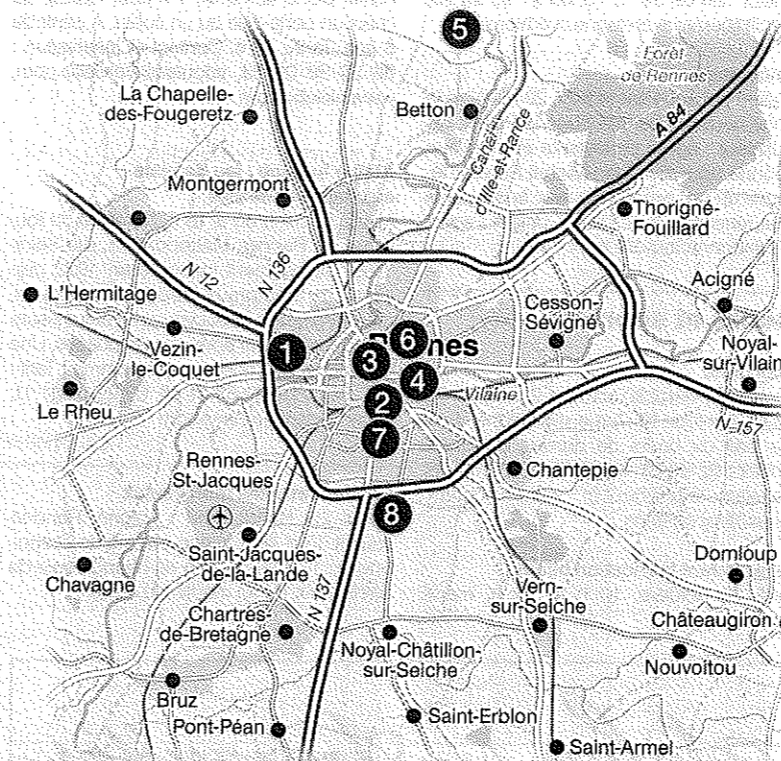 5
Forêt
de Rennes
La Chapelle-
des-Fougeretz
Betton
A 84
Canal
d'Ille-et-Rance
Montgermont
Thorigné-
Fouillard
N 136
N 12
L'Hermitage
Acigné
Cesson-
Sévigné
Vezin-
le-Coquet
1
6
nes
3
4
Noyal-
sur-Vilain
Le Rheu
2
Vilaine
7
N 157
Rennes-
St-Jacques
Chantepie
8
Saint-Jacques-
de-la-Lande
Domloup
Chavagne
N 137
Vern-
sur-Seiche
Chartres-
de-Bretagne
Châteaugiron
Noyal-Châtillon-
sur-Seiche
Nouvoitou
Bruz
Pont-Péan
Saint-Erblon
Saint-Armel